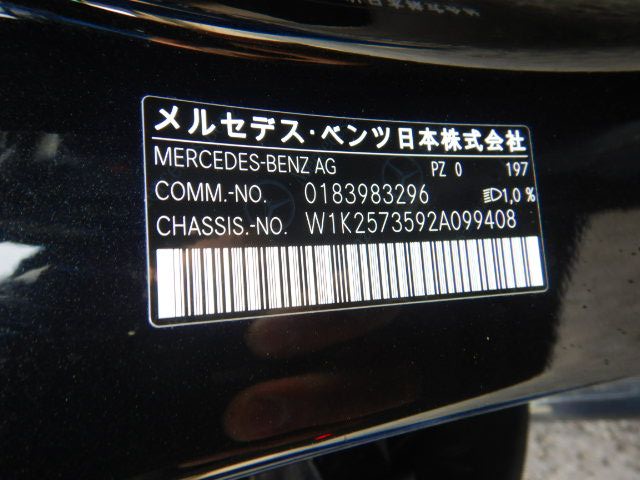 メルセデス・ベンツ日本株式会社
MERCEDES-BENZ AG PZ 0 197
COMM.-NO. 0183983296 1,0 %
CHASSIS.-NO. W1K2573592A099408